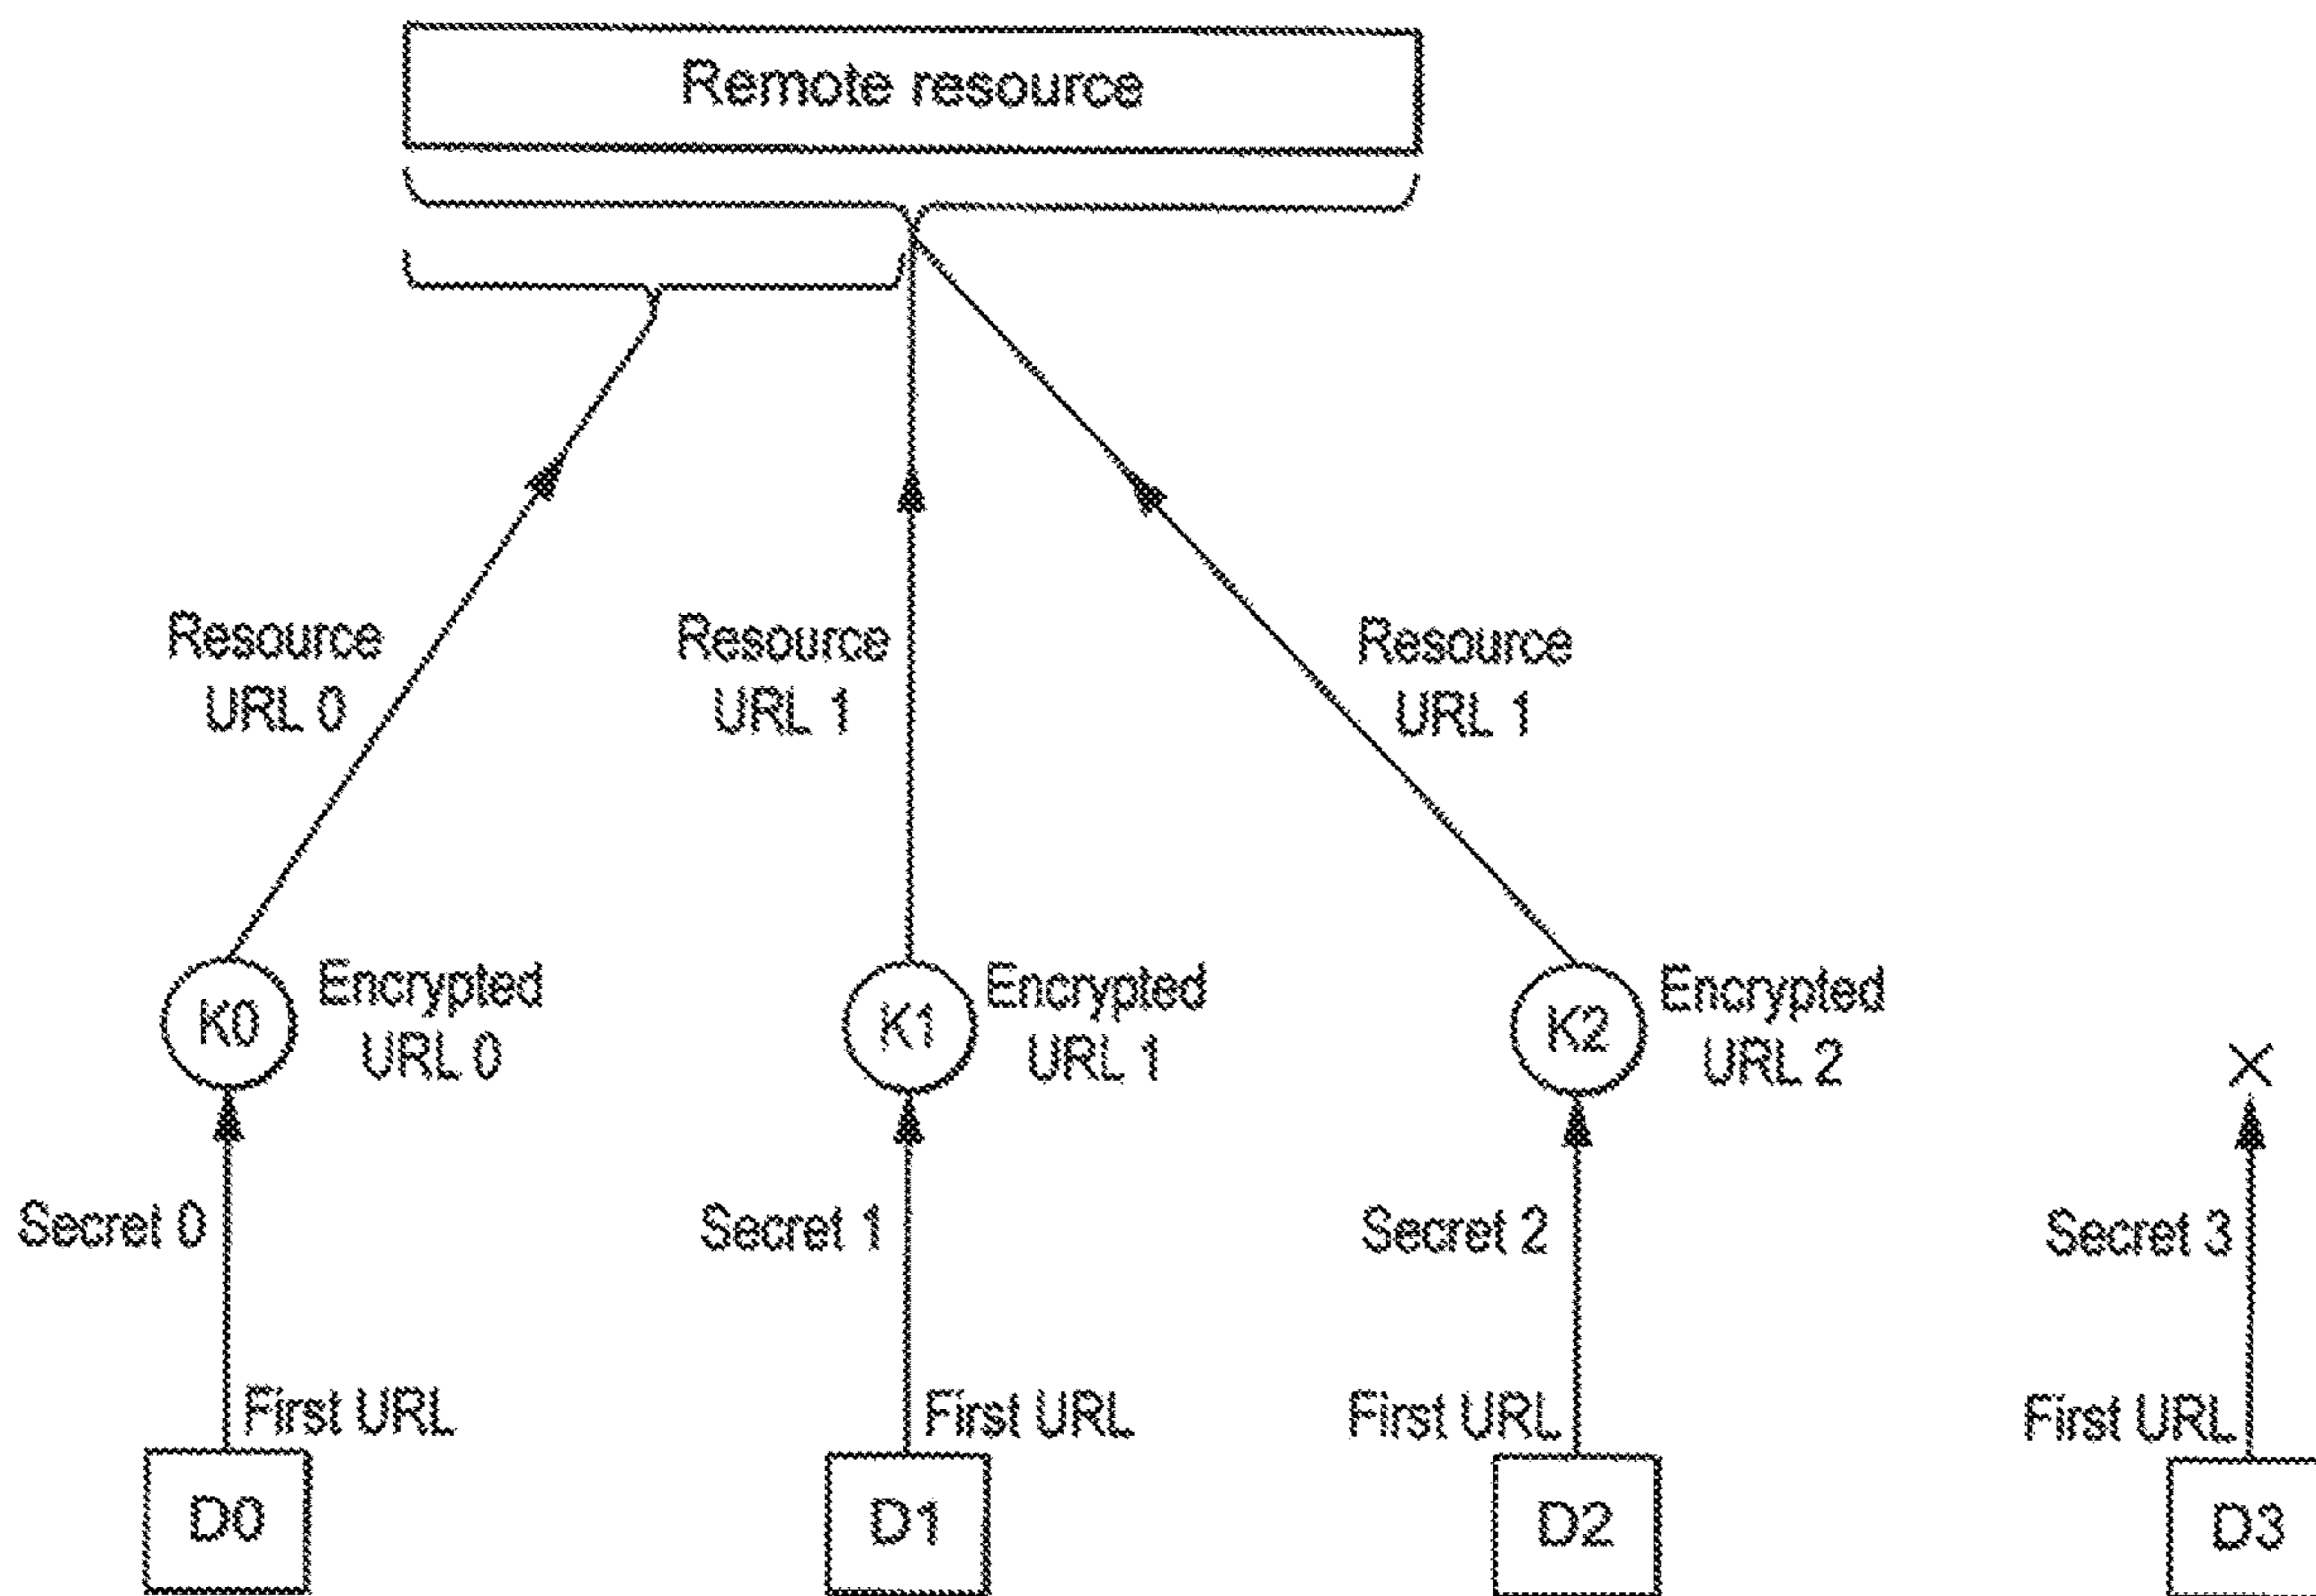 Remote resource
Resource
URL 0
Resource
URL 1
Resource
URL 1
K0
Encrypted
URL 0
K1
Encrypted
URL 1
K2
Encrypted
URL 2
Secret 0
Secret 1
Secret 2
Secret 3
First URL
First URL
First URL
First URL
D0
D1
D2
D3